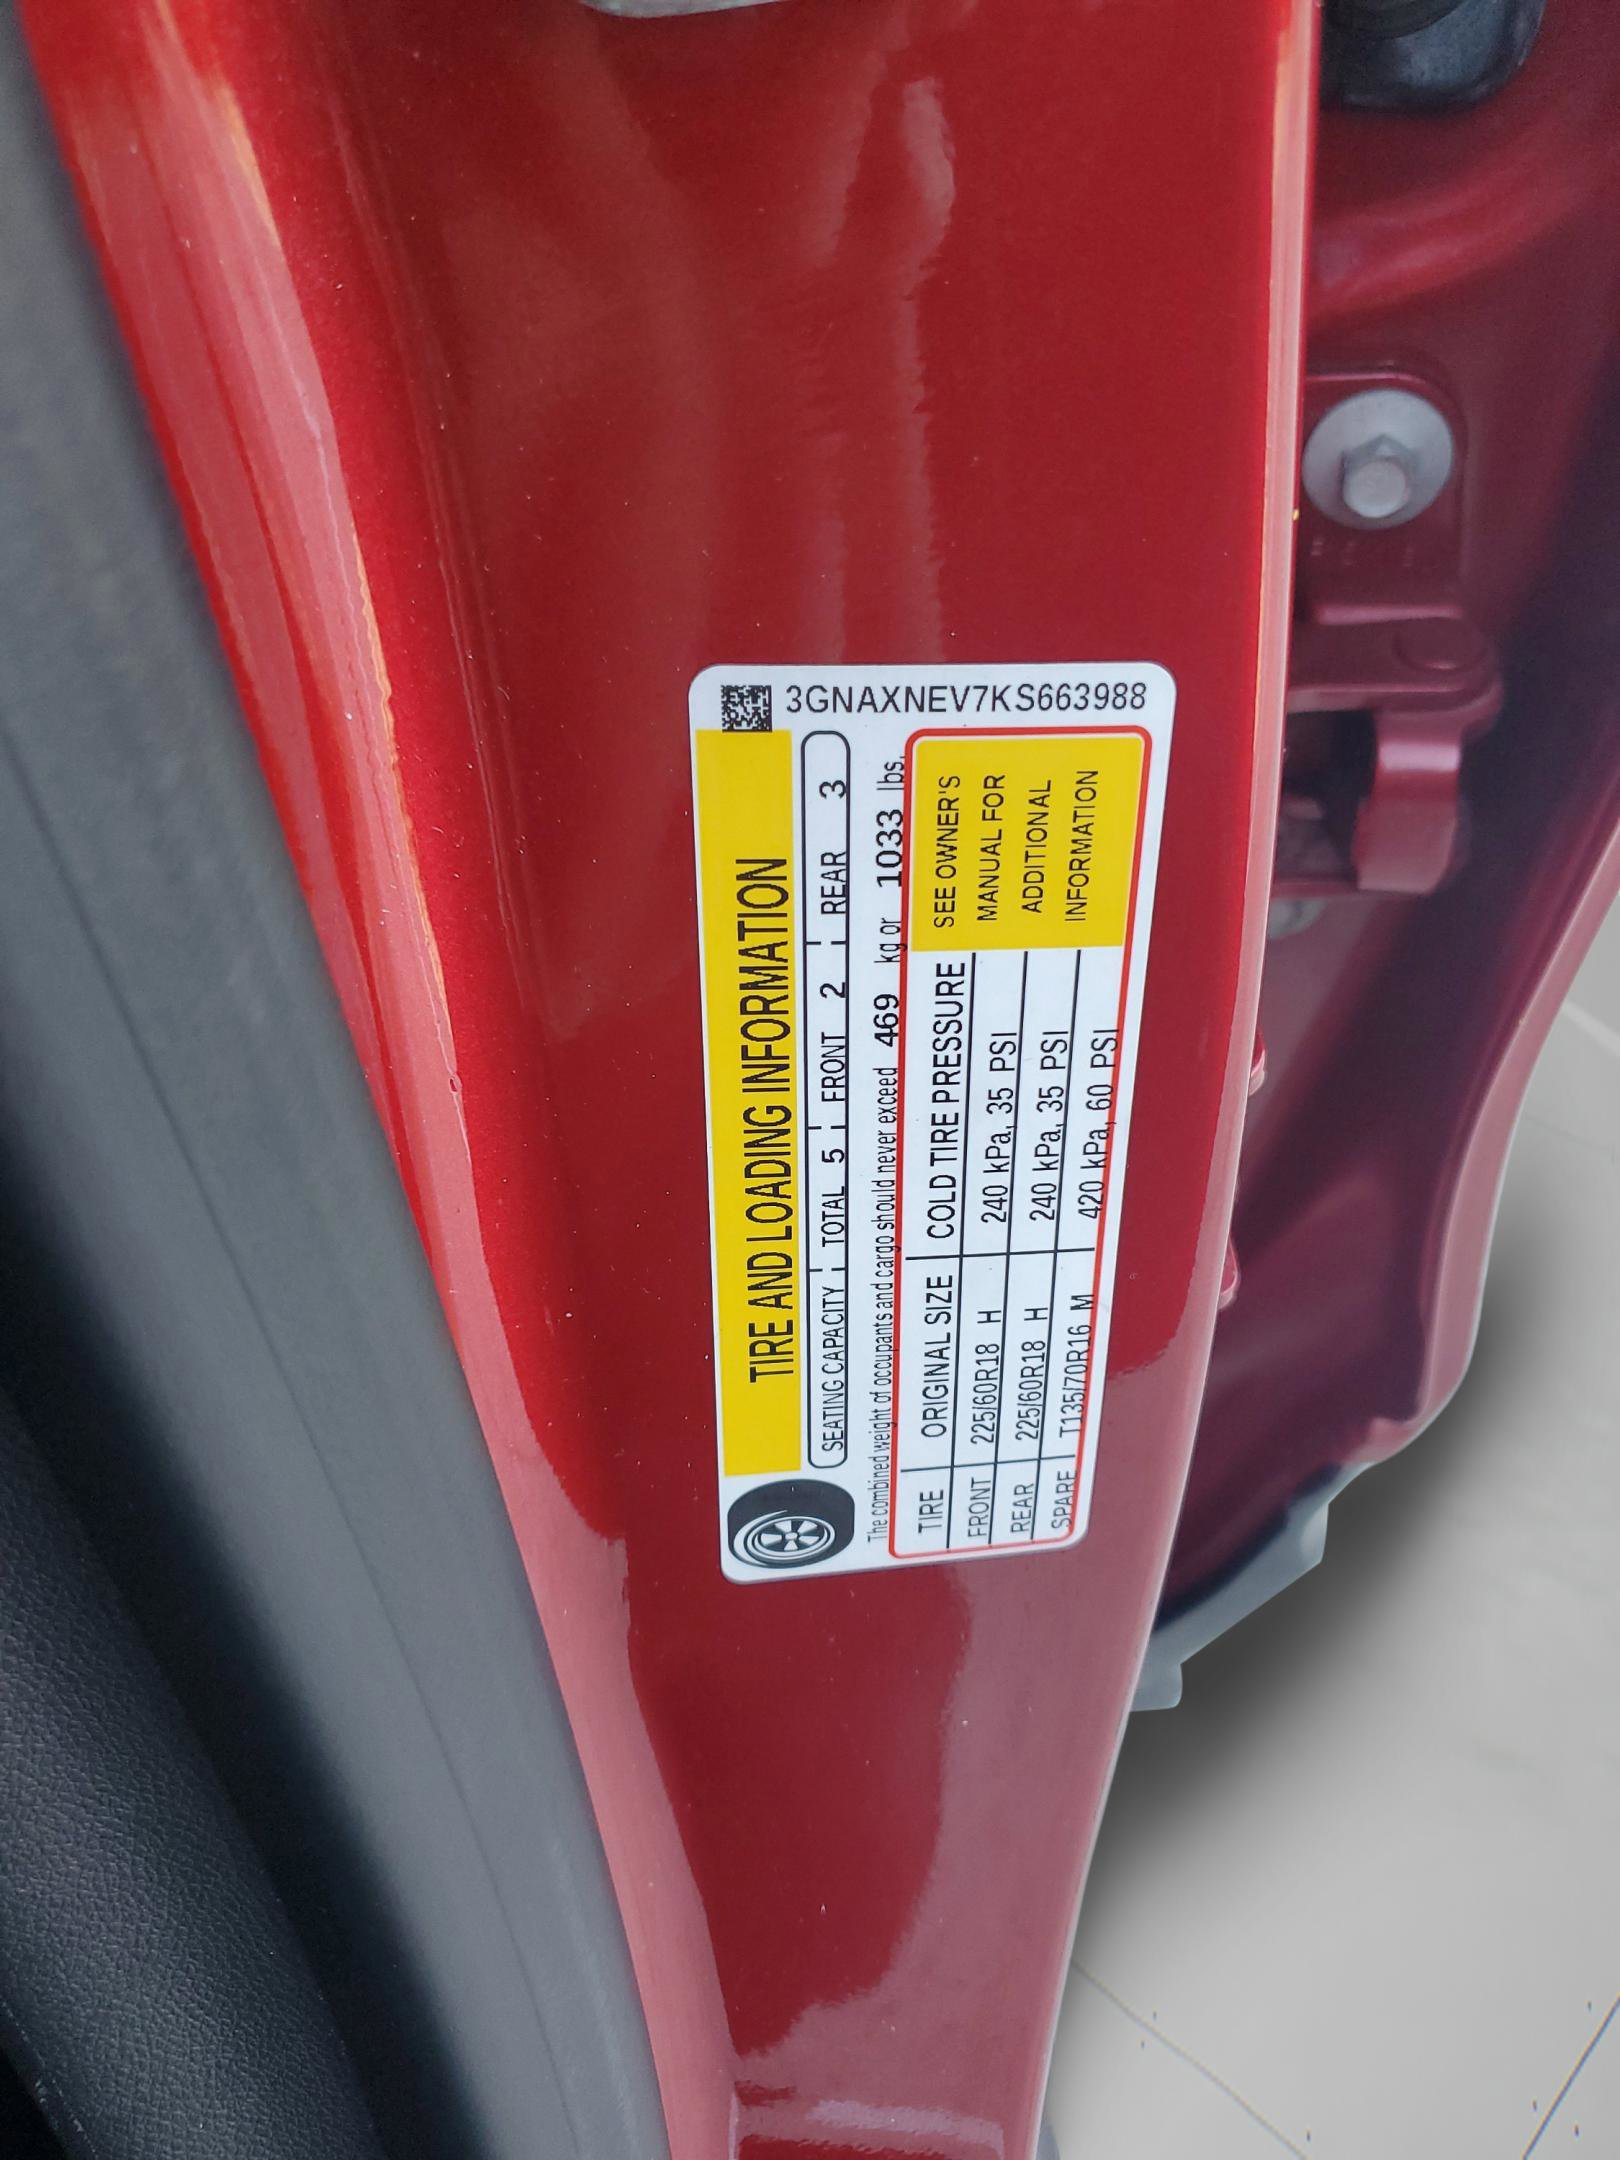 3GNAXNEV7KS663988
TIRE AND LOADING INFORMATION
SEATING CAPACITY TOTAL 5 FRONT 2 REAR 3
The combined weight of occupants and cargo should never exceed 469 kg or 1033 lbs.
TIRE ORIGINAL SIZE COLD TIRE PRESSURE
FRONT 225/60R18 H 240 kPa, 35 PSI
REAR 225/60R18 H 240 kPa, 35 PSI
SPARE T135/70R16 M 420 kPa, 60 PSI
SEE OWNER'S
MANUAL FOR
ADDITIONAL
INFORMATION